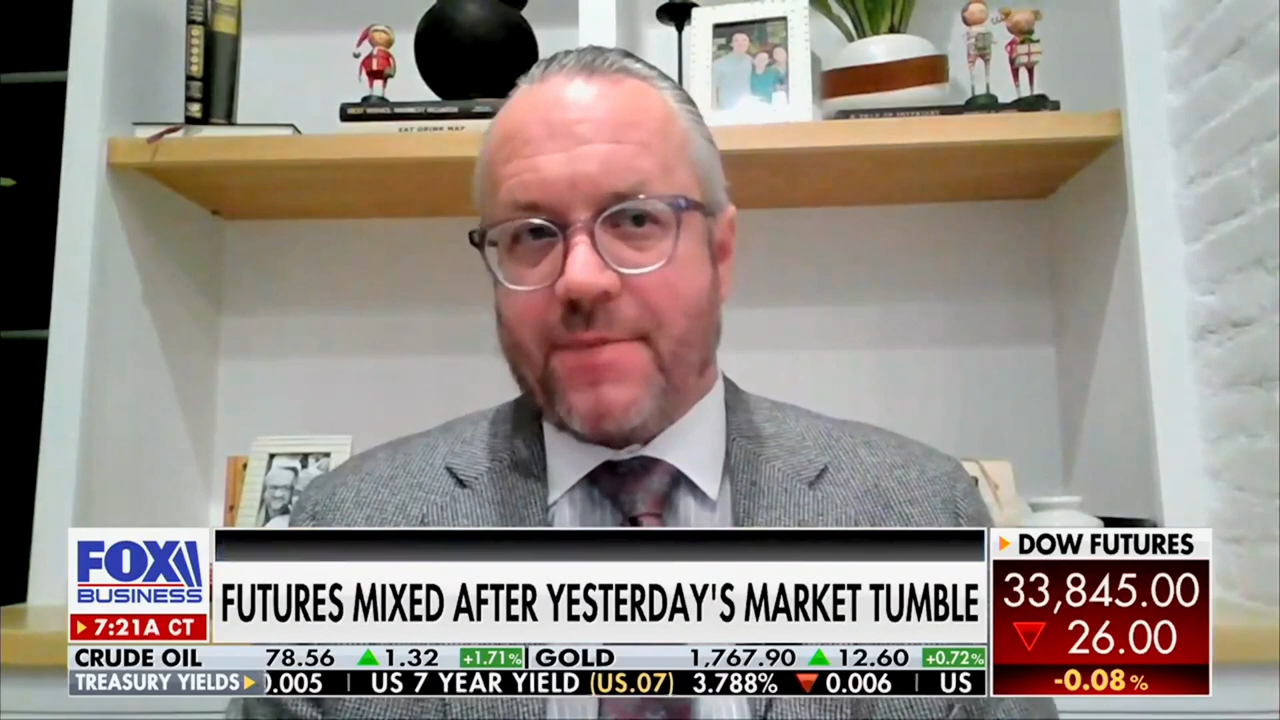 EAT DRINK NAP
FOX
BUSINESS
7:21A CT
FUTURES MIXED AFTER YESTERDAY'S MARKET TUMBLE
DOW FUTURES
33,845.00
26.00
-0.08%
CRUDE OIL 78.56 1.32 +1.71% GOLD 1,767.90 12.60 +0.72%
TREASURY YIELDS 0.005 US 7 YEAR YIELD (US.07) 3.788% 0.006 US